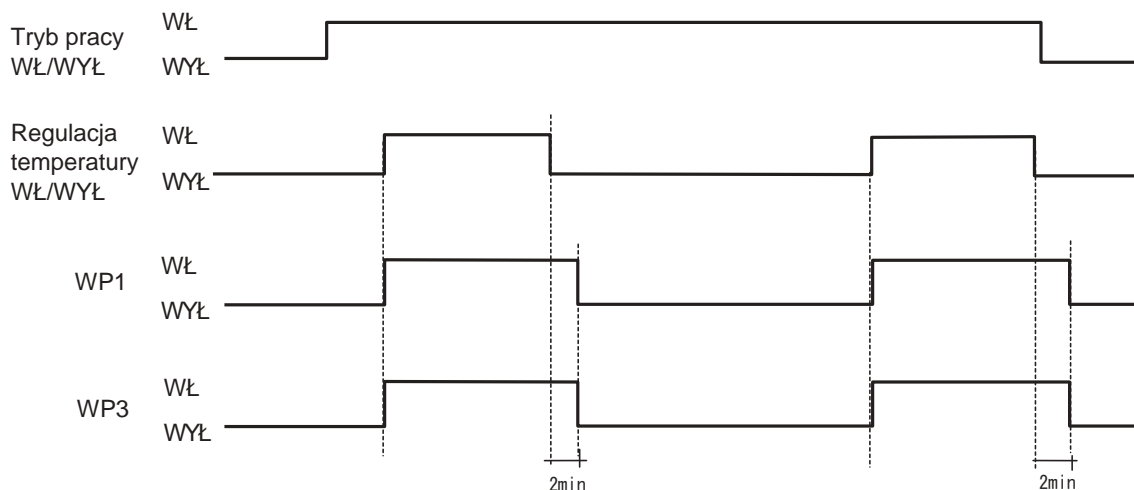 Tryb pracy
WŁ/WYŁ
WŁ
WYŁ
Regulacja
temperatury
WŁ/WYŁ
WŁ
WYŁ
WP1
WŁ
WYŁ
WP3
WŁ
WYŁ
2min
2min